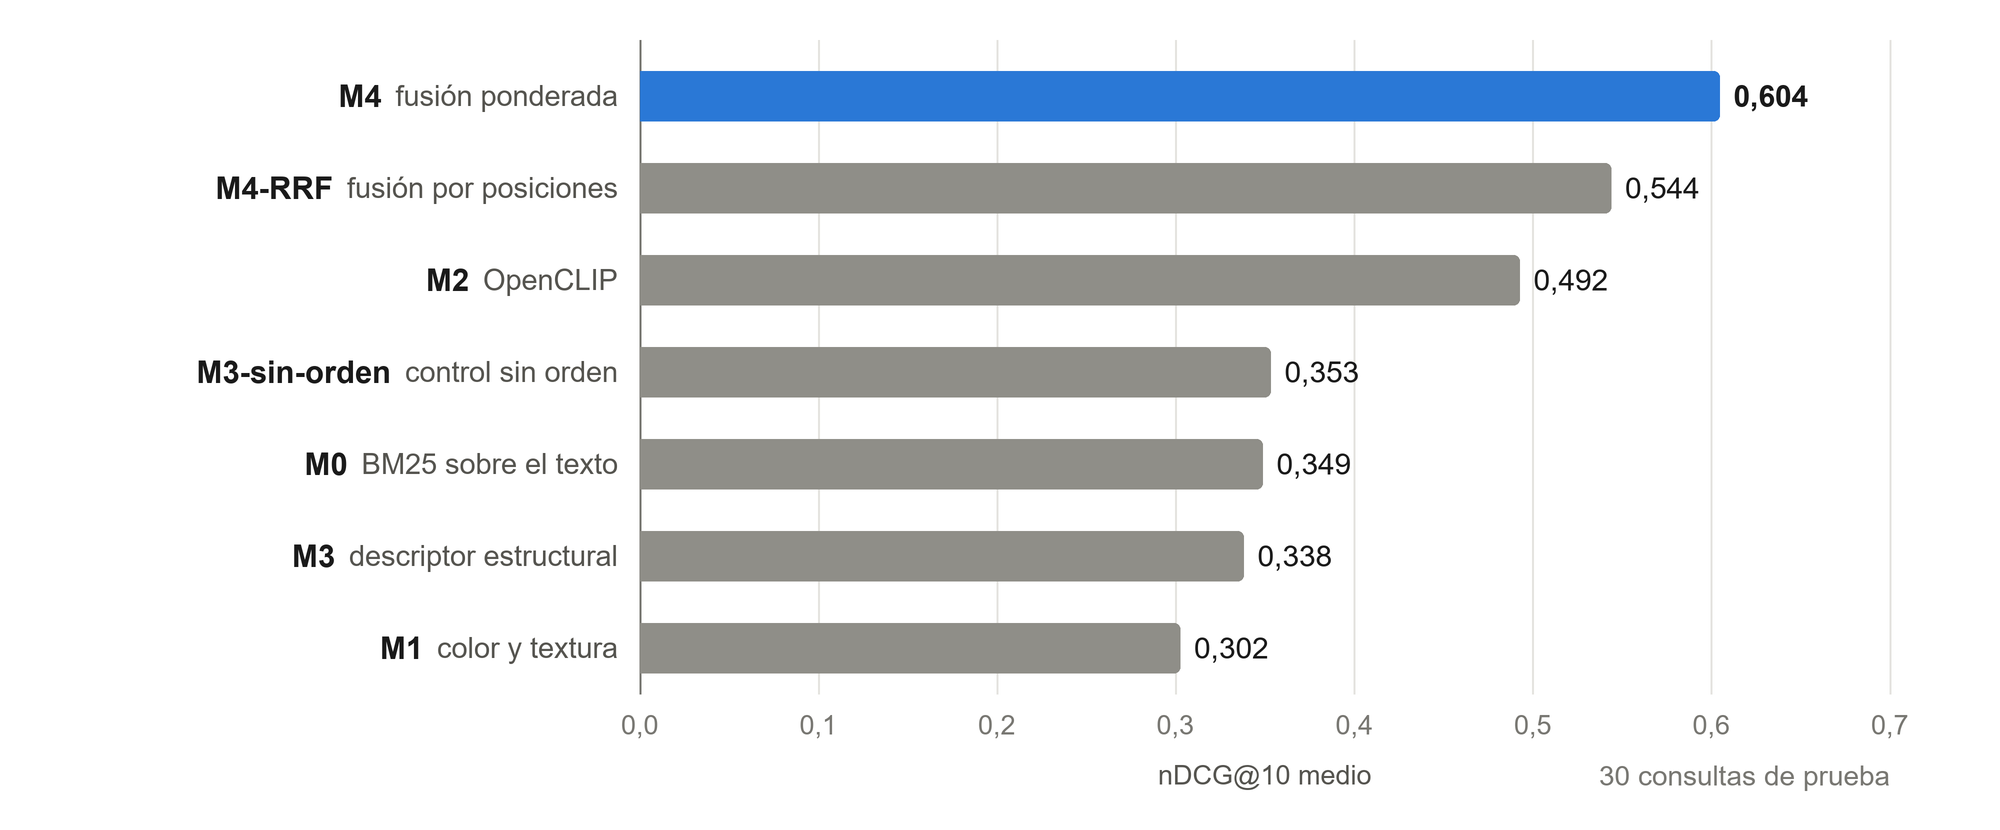 M4 fusión ponderada 0,604
M4-RRF fusión por posiciones 0,544
M2 OpenCLIP 0,492
M3-sin-orden control sin orden 0,353
M0 BM25 sobre el texto 0,349
M3 descriptor estructural 0,338
M1 color y textura 0,302
0,0 0,1 0,2 0,3 0,4 0,5 0,6 0,7
nDCG@10 medio 30 consultas de prueba